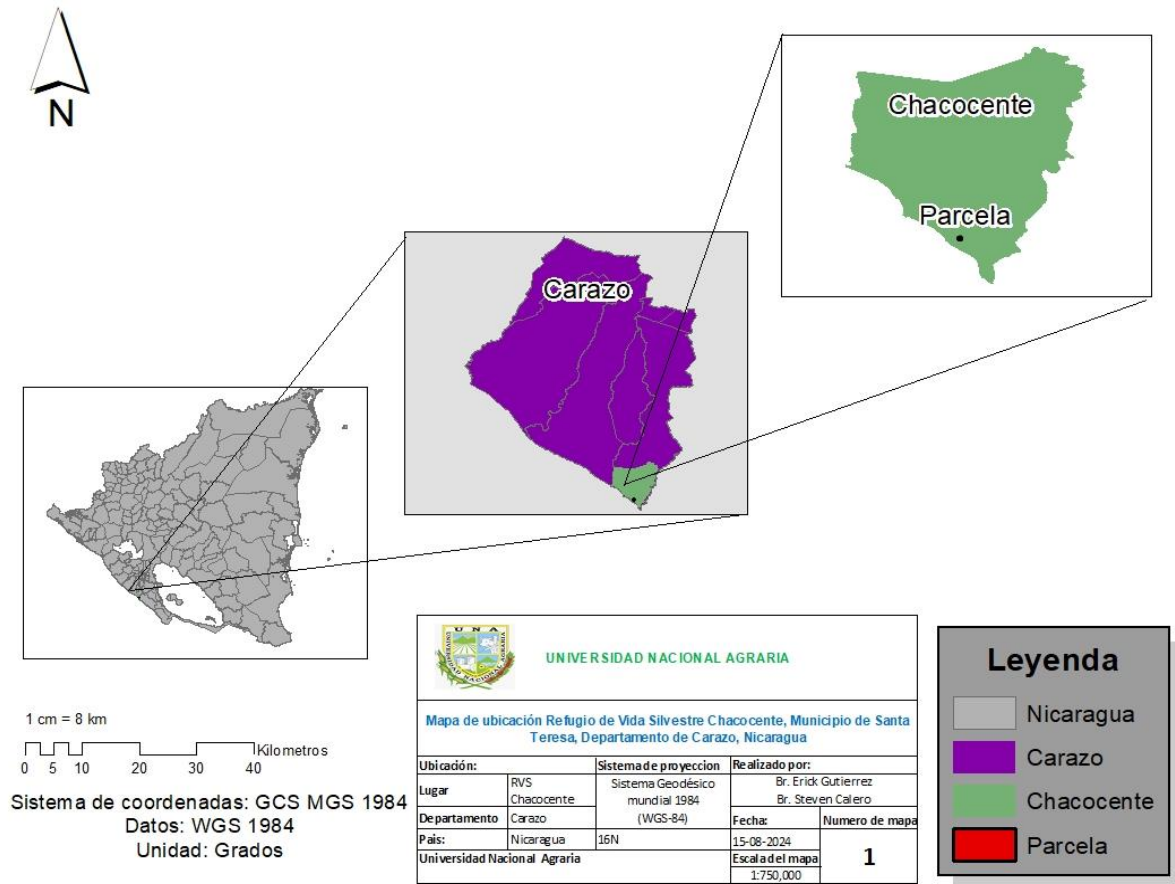 N
Chacocente
Parcela
Carazo
1 cm = 8 km
Kilometros
0 5 10 20 30 40
Sistema de coordenadas: GCS MGS 1984
Datos: WGS 1984
Unidad: Grados
UNA
UNIVERSIDAD NACIONAL AGRARIA
UNIVERSIDAD NACIONAL AGRARIA
Mapa de ubicación Refugio de Vida Silvestre Chacocente, Municipio de Santa
Teresa, Departamento de Carazo, Nicaragua
Ubicación: Sistema de proyeccion Realizado por:
Lugar RVS Chacocente Sistema Geodésico mundial 1984 (WGS-84) Br. Erick Gutierrez
Br. Steven Calero
Departamento Carazo Fecha: Numero de mapa
Pais: Nicaragua 16N 15-08-2024 1
Universidad Nacional Agraria Escala del mapa
1:750,000
Leyenda
Nicaragua
Carazo
Chacocente
Parcela